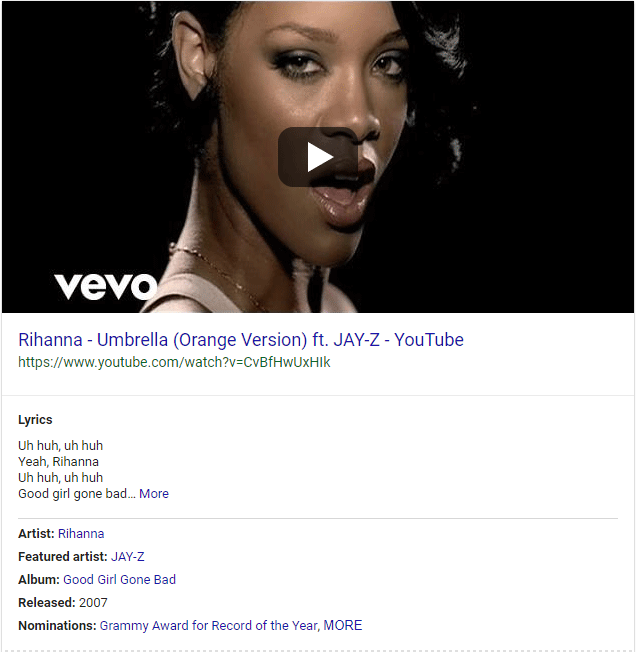 vevo
Rihanna - Umbrella (Orange Version) ft. JAY-Z - YouTube
https://www.youtube.com/watch?v=CvBfHwUxHIk
Lyrics
Uh huh, uh huh
Yeah, Rihanna
Uh huh, uh huh
Good girl gone bad... More
Artist: Rihanna
Featured artist: JAY-Z
Album: Good Girl Gone Bad
Released: 2007
Nominations: Grammy Award for Record of the Year, MORE